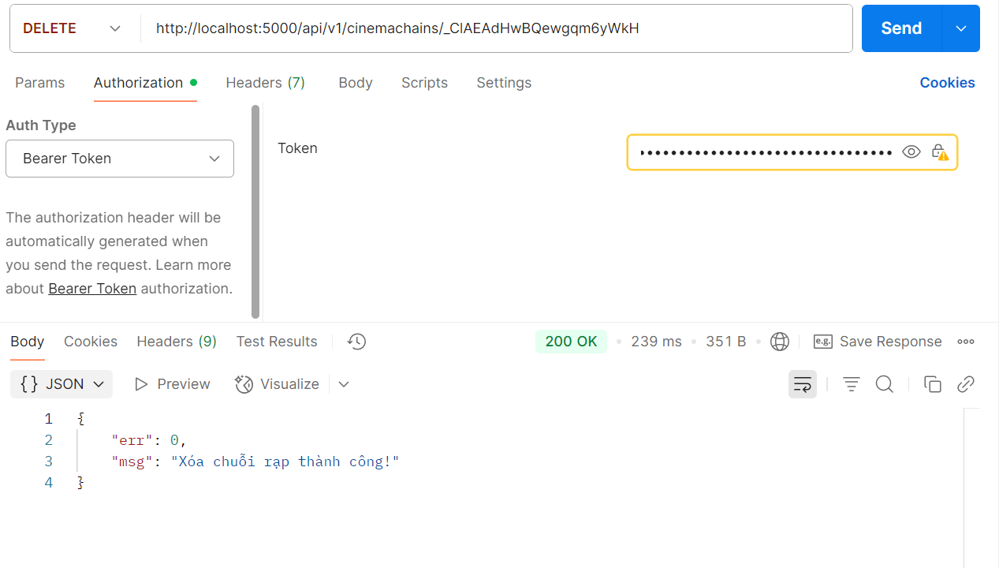 DELETE http://localhost:5000/api/v1/cinemachains/_ClAEAdHwBQewgqm6yWkH Send
Params Authorization Headers (7) Body Scripts Settings Cookies
Auth Type
Bearer Token
Token
The authorization header will be
automatically generated when
you send the request. Learn more
about Bearer Token authorization.
Body Cookies Headers (9) Test Results 200 OK 239 ms 351 B e.g. Save Response
{} JSON Preview Visualize
1 {
2 "err": 0,
3 "msg": "Xóa chuỗi rạp thành công!"
4 }